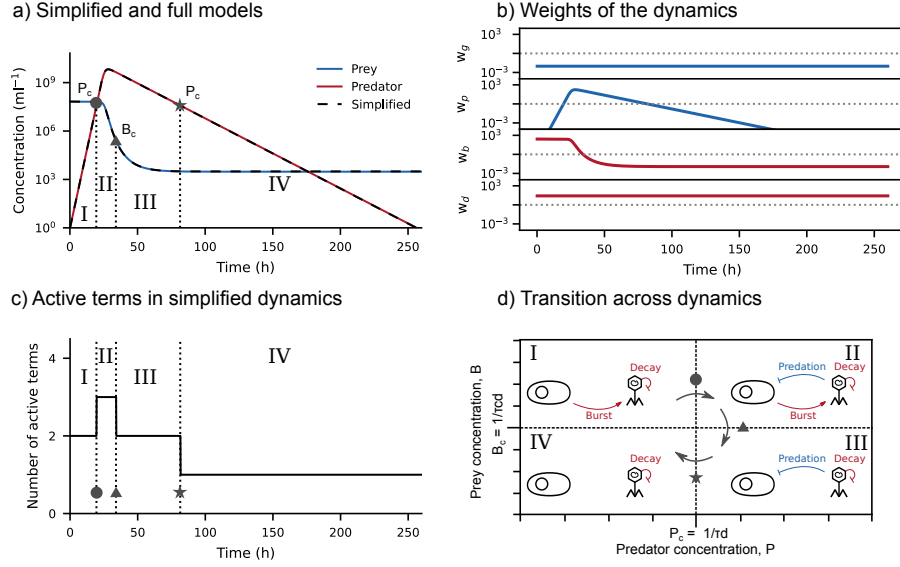 a) Simplified and full models
Concentration (ml⁻¹)
10⁹
10⁶
10³
10⁰
P_c
B_c
P_c
Prey
Predator
Simplified
I
II
III
IV
0
50
100
150
200
250
Time (h)
b) Weights of the dynamics
w_g
10³
10⁻³
w_p
10³
10⁻³
w_b
10³
10⁻³
w_d
10³
10⁻³
0
50
100
150
200
250
Time (h)
c) Active terms in simplified dynamics
Number of active terms
4
2
0
I
II
III
IV
0
50
100
150
200
250
Time (h)
d) Transition across dynamics
Prey concentration, B
B_c = 1/τcd
I
Decay
Burst
II
Predation
Decay
Burst
IV
Decay
III
Predation
Decay
P_c = 1/τd
Predator concentration, P